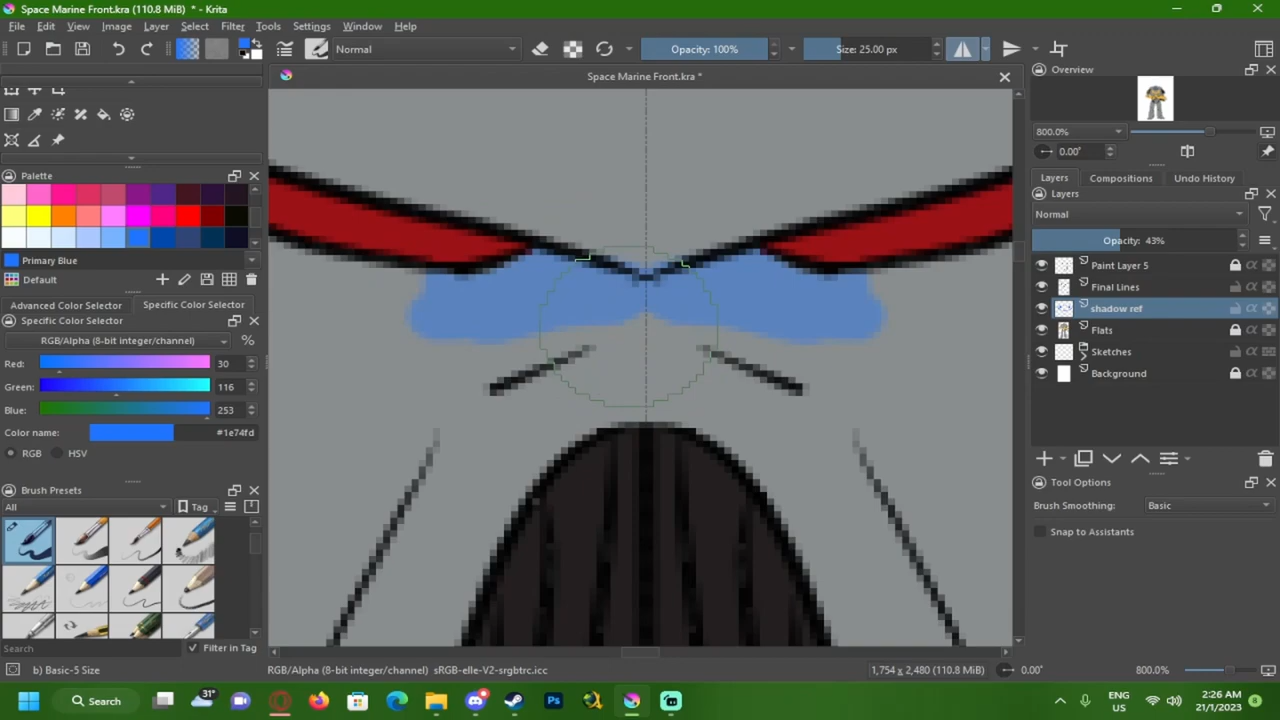 Space Marine Front.kra (110.8 MiB) * - Krita
File Edit View Image Layer Select Filter Tools Settings Window Help
Normal
Opacity: 100%
Size: 25.00 px
Space Marine Front.kra *
Overview
800.0%
0.00°
Layers Compositions Undo History
Layers
Normal
Opacity: 43%
Paint Layer 5
Final Lines
shadow ref
Flats
Sketches
Background
Tool Options
Brush Smoothing: Basic
Snap to Assistants
Palette
Primary Blue
Default
Advanced Color Selector Specific Color Selector
Specific Color Selector
RGB/Alpha (8-bit integer/channel) %
Red: 30
Green: 116
Blue: 253
Color name: #1e74fd
RGB HSV
Brush Presets
All Tag
Search Filter in Tag
b) Basic-5 Size
RGB/Alpha (8-bit integer/channel) sRGB-elle-V2-srgbtrc.icc
1,754 x 2,480 (110.8 MiB) 0.00° 800.0%
Search
31°
Ps
ENG
US
2:26 AM
21/1/2023
8